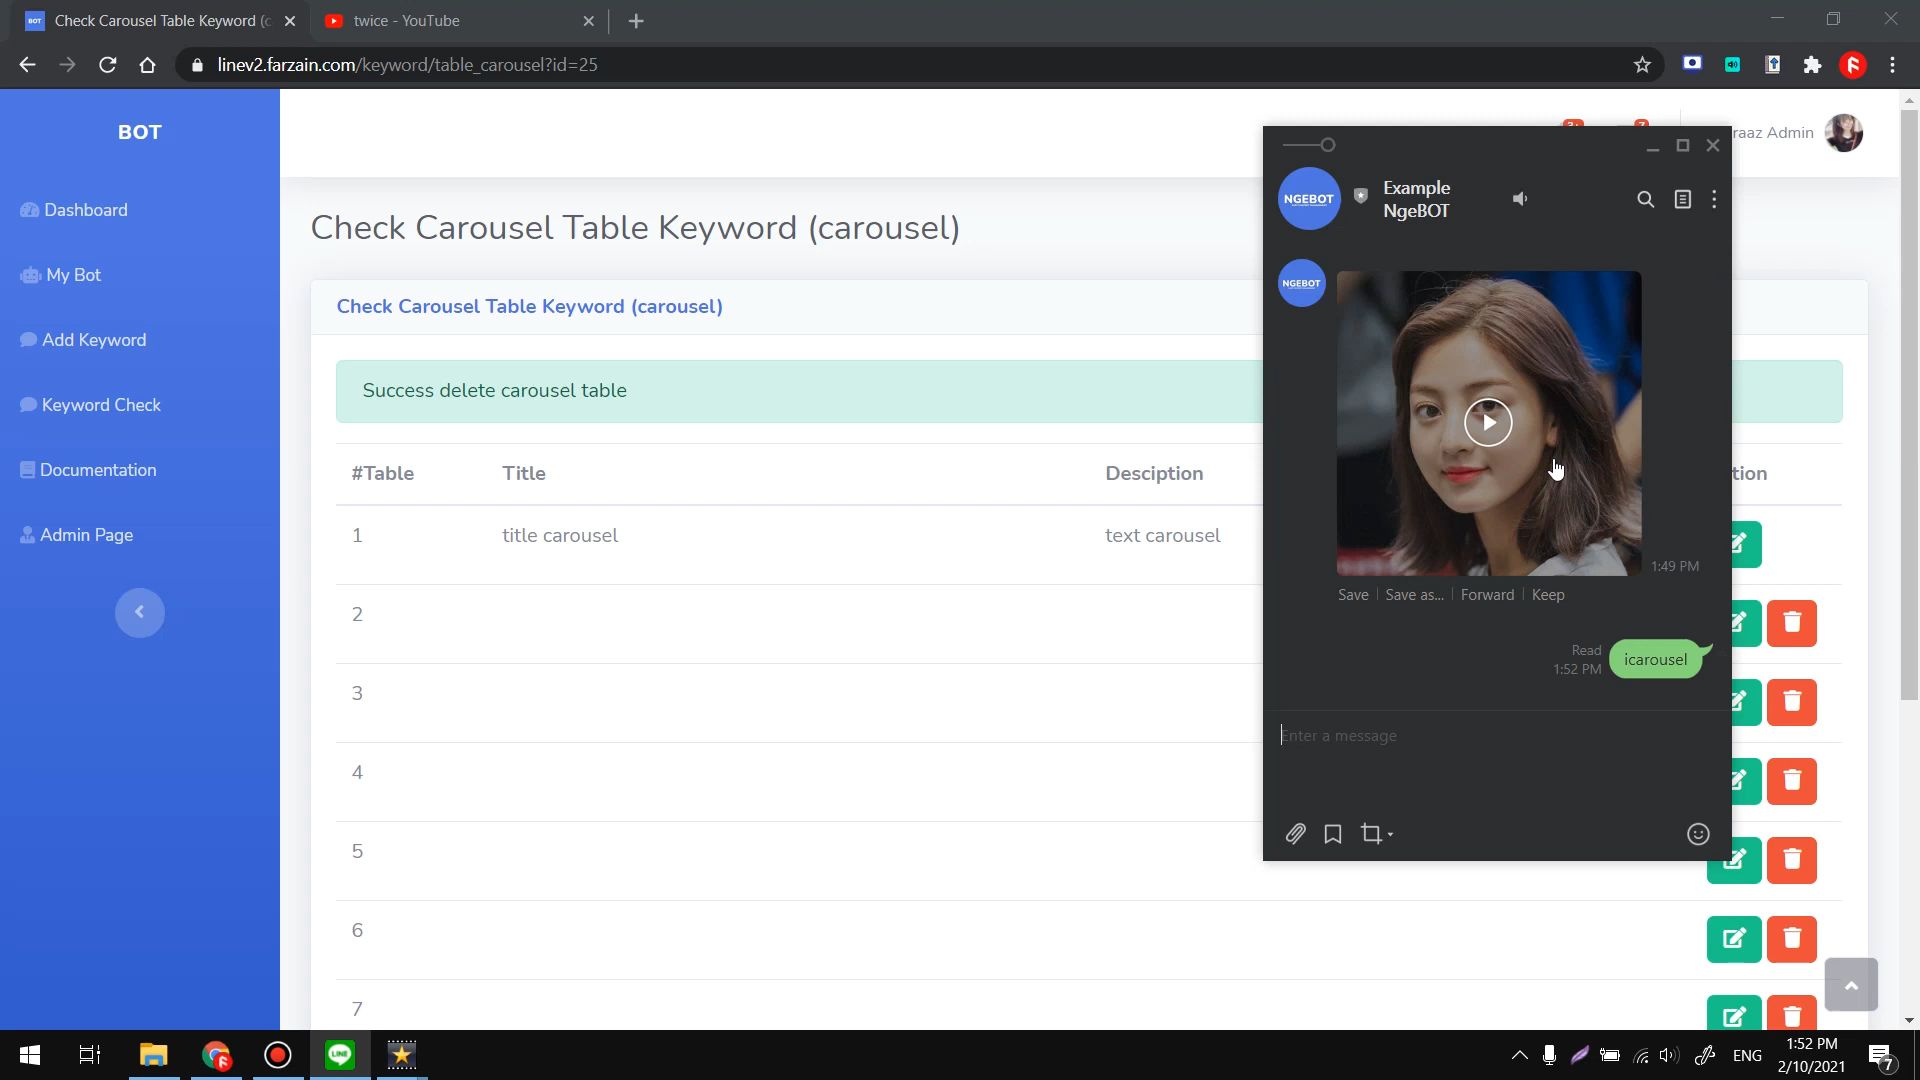 BOT
Check Carousel Table Keyword (c
twice - YouTube
linev2.farzain.com/keyword/table_carousel?id=25
BOT
Dashboard
My Bot
Add Keyword
Keyword Check
Documentation
Admin Page
raaz Admin
Check Carousel Table Keyword (carousel)
Check Carousel Table Keyword (carousel)
Success delete carousel table
#Table
Title
Desciption
tion
1
title carousel
text carousel
2
3
4
5
6
7
NGEBOT
Example
NgeBOT
NGEBOT
1:49 PM
Save
Save as...
Forward
Keep
Read
1:52 PM
icarousel
Enter a message
LINE
ENG
1:52 PM
2/10/2021
7